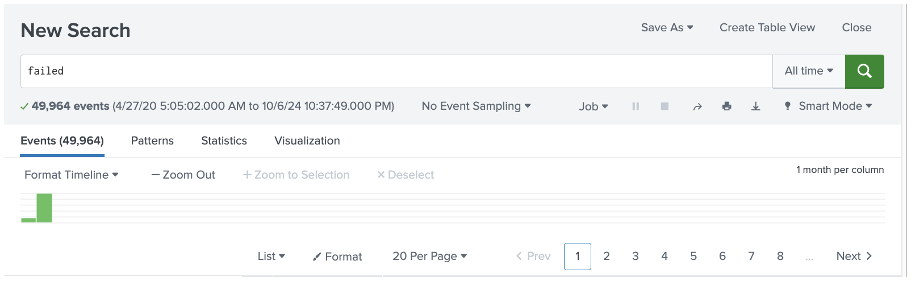 New Search Save As Create Table View Close
failed All time
49,964 events (4/27/20 5:05:02.000 AM to 10/6/24 10:37:49.000 PM) No Event Sampling Job Smart Mode
Events (49,964) Patterns Statistics Visualization
Format Timeline — Zoom Out + Zoom to Selection × Deselect 1 month per column
List Format 20 Per Page < Prev 1 2 3 4 5 6 7 8 ... Next >